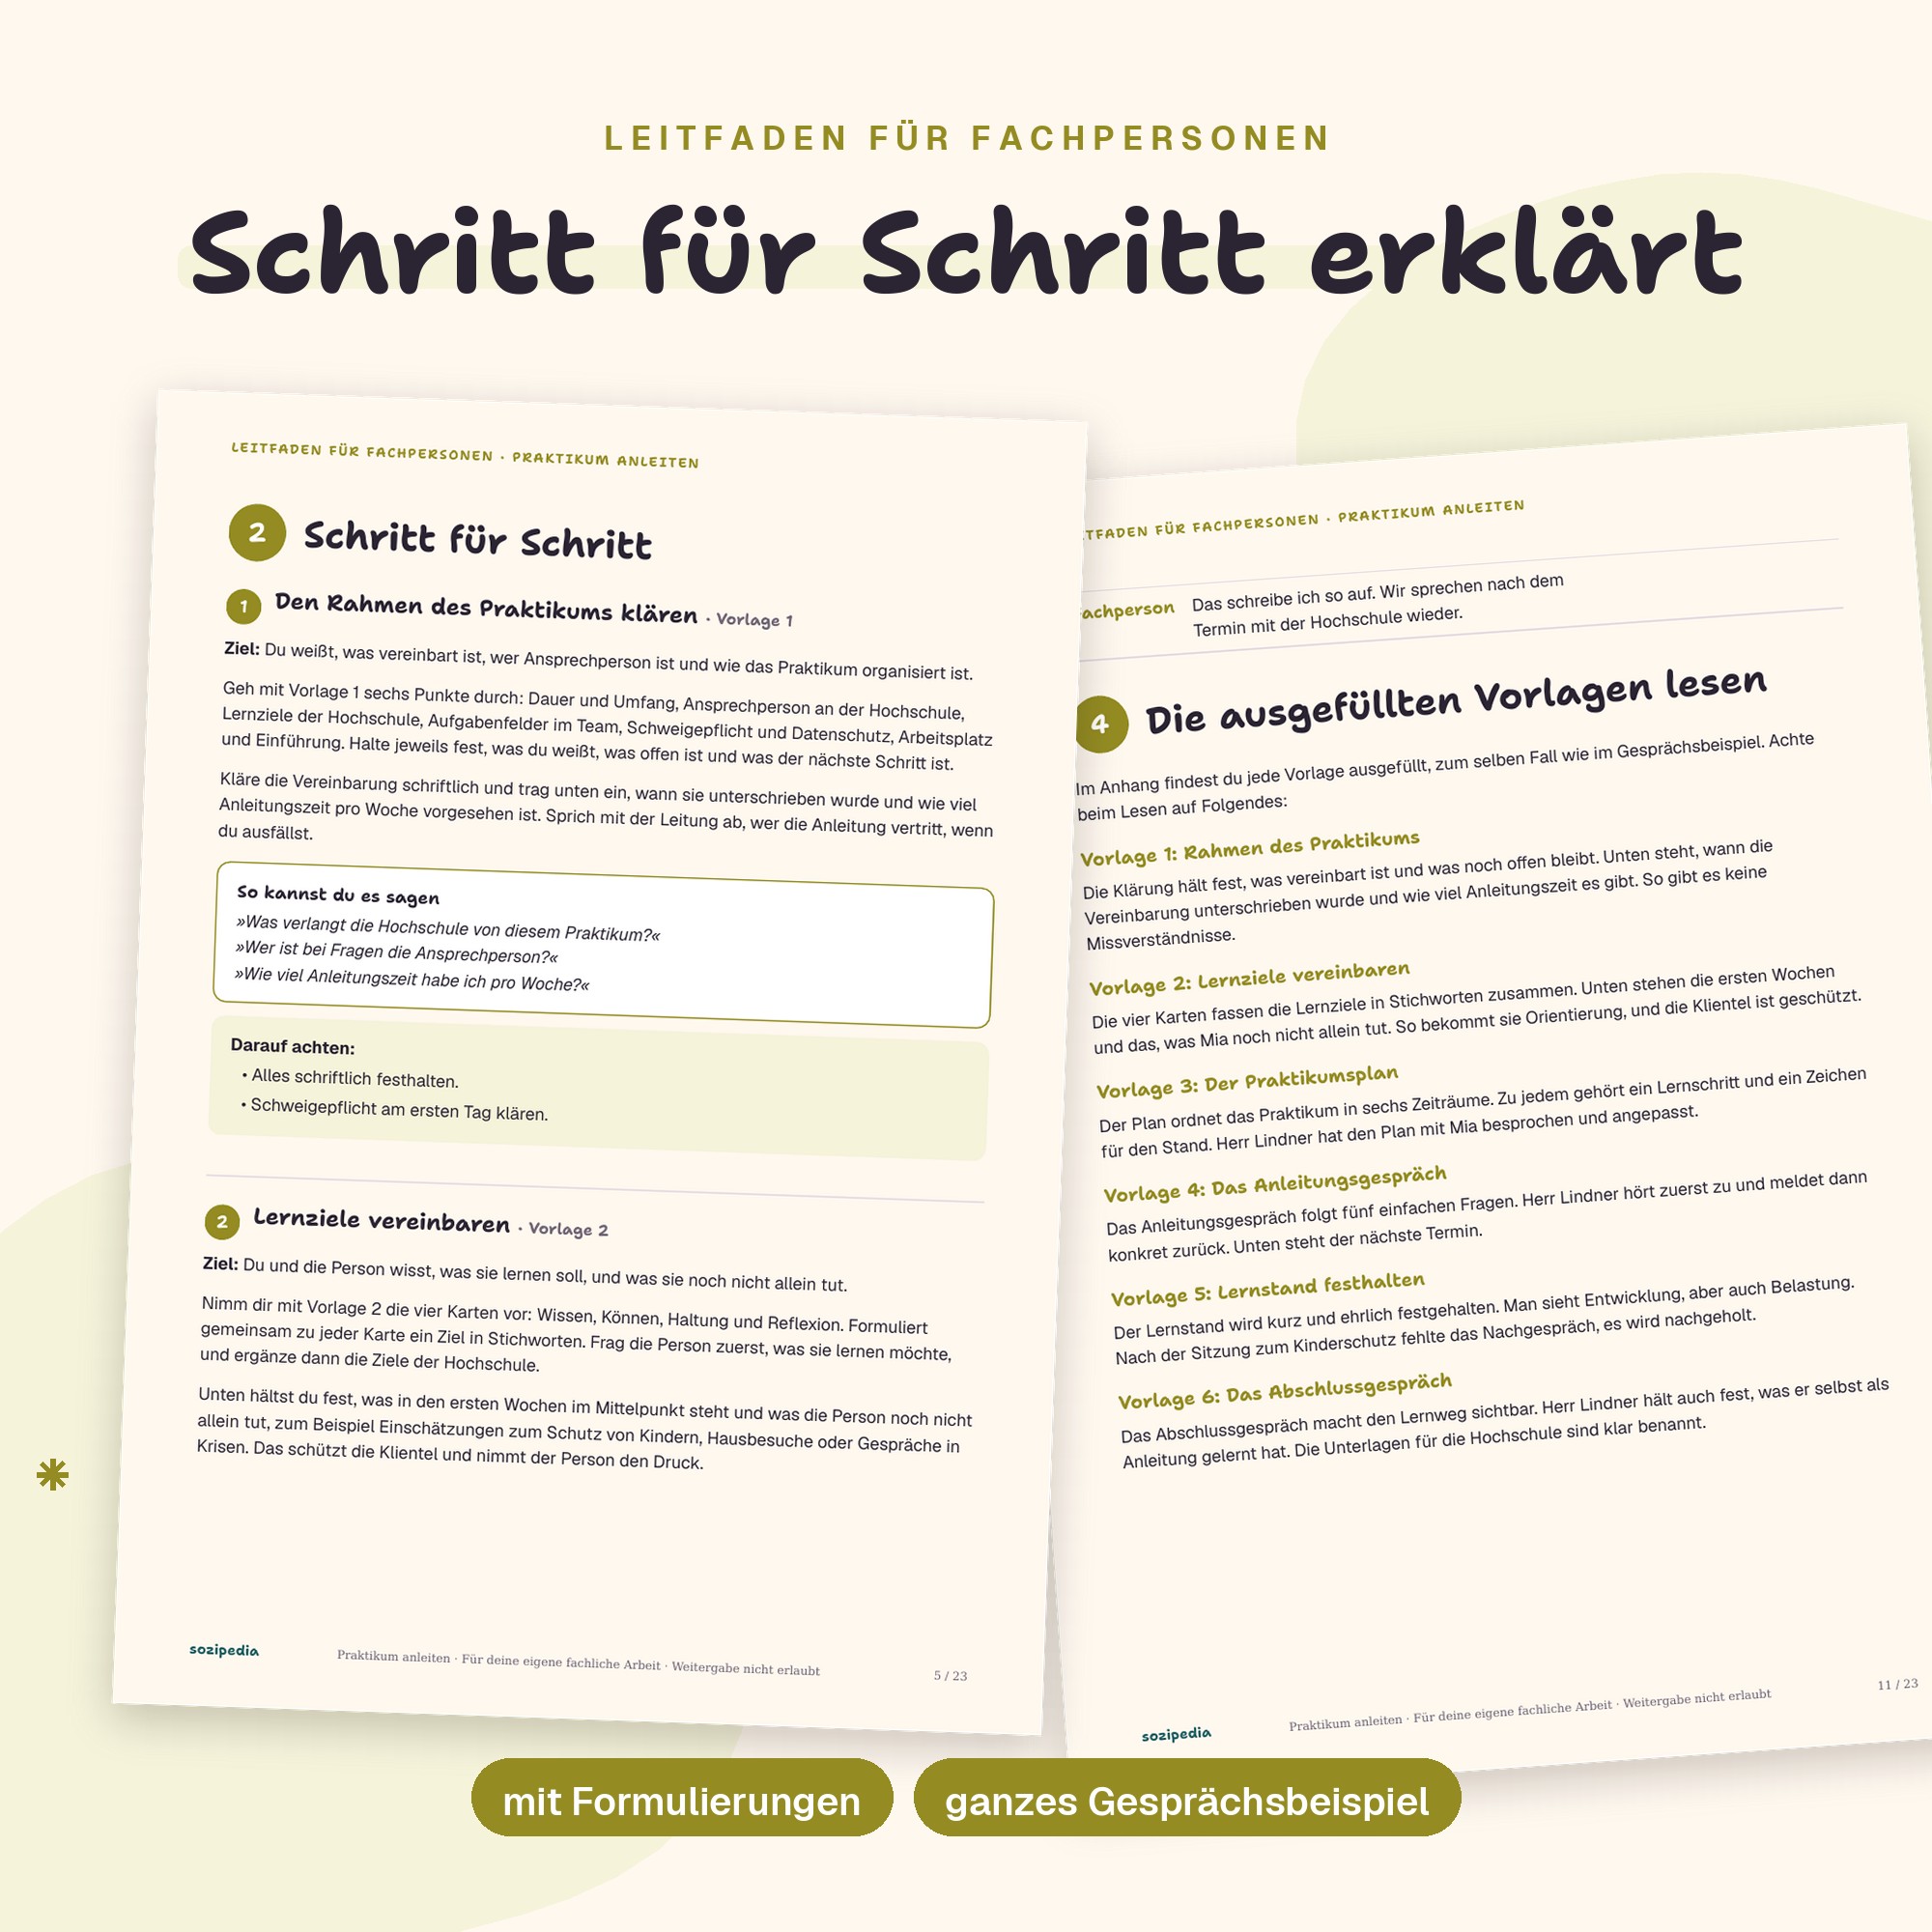 LEITFADEN FÜR FACHPERSONEN
Schritt für Schritt erklärt
LEITFADEN FÜR FACHPERSONEN · PRAKTIKUM ANLEITEN
2 Schritt für Schritt
1 Den Rahmen des Praktikums klären · Vorlage 1
Ziel: Du weißt, was vereinbart ist, wer Ansprechperson ist und wie das Praktikum organisiert ist.
Geh mit Vorlage 1 sechs Punkte durch: Dauer und Umfang, Ansprechperson an der Hochschule,
Lernziele der Hochschule, Aufgabenfelder im Team, Schweigepflicht und Datenschutz, Arbeitsplatz
und Einführung. Halte jeweils fest, was du weißt, was offen ist und was der nächste Schritt ist.
Kläre die Vereinbarung schriftlich und trag unten ein, wann sie unterschrieben wurde und wie viel
Anleitungszeit pro Woche vorgesehen ist. Sprich mit der Leitung ab, wer die Anleitung vertritt, wenn
du ausfällst.
So kannst du es sagen
»Was verlangt die Hochschule von diesem Praktikum?«
»Wer ist bei Fragen die Ansprechperson?«
»Wie viel Anleitungszeit habe ich pro Woche?«
Darauf achten:
• Alles schriftlich festhalten.
• Schweigepflicht am ersten Tag klären.
2 Lernziele vereinbaren · Vorlage 2
Ziel: Du und die Person wisst, was sie lernen soll, und was sie noch nicht allein tut.
Nimm dir mit Vorlage 2 die vier Karten vor: Wissen, Können, Haltung und Reflexion. Formuliert
gemeinsam zu jeder Karte ein Ziel in Stichworten. Frag die Person zuerst, was sie lernen möchte,
und ergänze dann die Ziele der Hochschule.
Unten hältst du fest, was in den ersten Wochen im Mittelpunkt steht und was die Person noch nicht
allein tut, zum Beispiel Einschätzungen zum Schutz von Kindern, Hausbesuche oder Gespräche in
Krisen. Das schützt die Klientel und nimmt der Person den Druck.
sozipedia
Praktikum anleiten · Für deine eigene fachliche Arbeit · Weitergabe nicht erlaubt
5 / 23
TFADEN FÜR FACHPERSONEN · PRAKTIKUM ANLEITEN
achperson Das schreibe ich so auf. Wir sprechen nach dem
Termin mit der Hochschule wieder.
4 Die ausgefüllten Vorlagen lesen
Im Anhang findest du jede Vorlage ausgefüllt, zum selben Fall wie im Gesprächsbeispiel. Achte
beim Lesen auf Folgendes:
Vorlage 1: Rahmen des Praktikums
Die Klärung hält fest, was vereinbart ist und was noch offen bleibt. Unten steht, wann die
Vereinbarung unterschrieben wurde und wie viel Anleitungszeit es gibt. So gibt es keine
Missverständnisse.
Vorlage 2: Lernziele vereinbaren
Die vier Karten fassen die Lernziele in Stichworten zusammen. Unten stehen die ersten Wochen
und das, was Mia noch nicht allein tut. So bekommt sie Orientierung, und die Klientel ist geschützt.
Vorlage 3: Der Praktikumsplan
Der Plan ordnet das Praktikum in sechs Zeiträume. Zu jedem gehört ein Lernschritt und ein Zeichen
für den Stand. Herr Lindner hat den Plan mit Mia besprochen und angepasst.
Vorlage 4: Das Anleitungsgespräch
Das Anleitungsgespräch folgt fünf einfachen Fragen. Herr Lindner hört zuerst zu und meldet dann
konkret zurück. Unten steht der nächste Termin.
Vorlage 5: Lernstand festhalten
Der Lernstand wird kurz und ehrlich festgehalten. Man sieht Entwicklung, aber auch Belastung.
Nach der Sitzung zum Kinderschutz fehlte das Nachgespräch, es wird nachgeholt.
Vorlage 6: Das Abschlussgespräch
Das Abschlussgespräch macht den Lernweg sichtbar. Herr Lindner hält auch fest, was er selbst als
Anleitung gelernt hat. Die Unterlagen für die Hochschule sind klar benannt.
sozipedia
Praktikum anleiten · Für deine eigene fachliche Arbeit · Weitergabe nicht erlaubt
11 / 23
mit Formulierungen
ganzes Gesprächsbeispiel